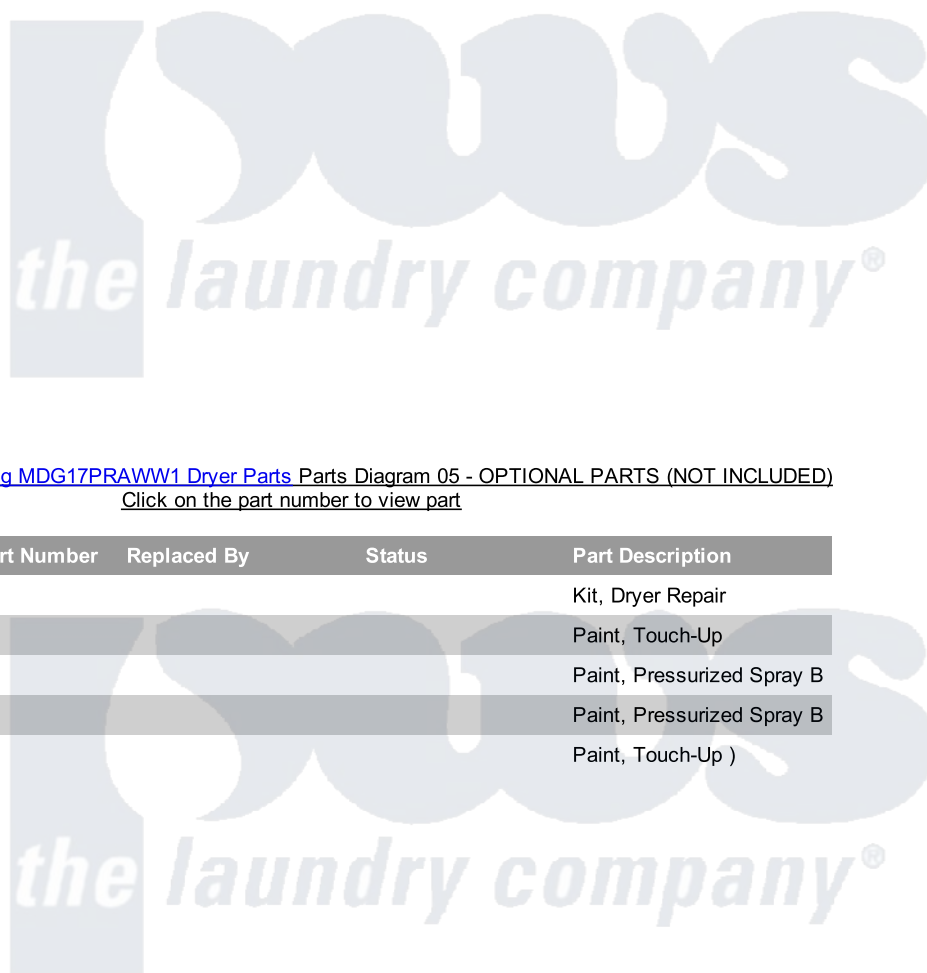 pws
the laundry company®
g MDG17PRAWW1 Dryer Parts Parts Diagram 05 - OPTIONAL PARTS (NOT INCLUDED)
Click on the part number to view part
rt Number Replaced By Status Part Description
Kit, Dryer Repair
Paint, Touch-Up
Paint, Pressurized Spray B
Paint, Pressurized Spray B
Paint, Touch-Up )
pws
the laundry company®